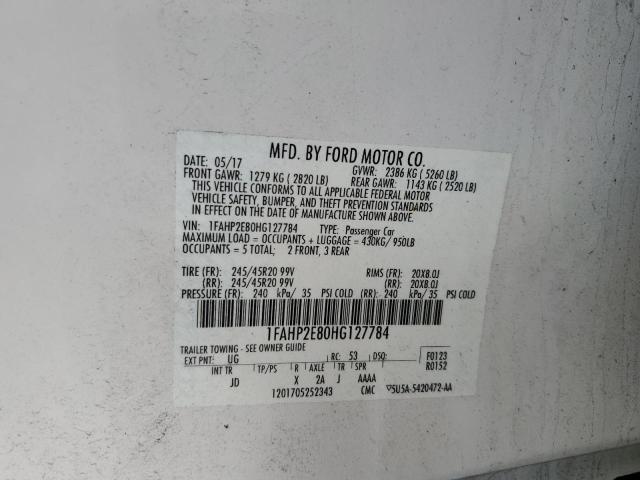 MFD. BY FORD MOTOR CO.
DATE: 05/17 GVWR: 2386 KG ( 5260 LB)
FRONT GAWR: 1279 KG ( 2820 LB) REAR GAWR: 1143 KG ( 2520 LB)
THIS VEHICLE CONFORMS TO ALL APPLICABLE FEDERAL MOTOR
VEHICLE SAFETY, BUMPER, AND THEFT PREVENTION STANDARDS
IN EFFECT ON THE DATE OF MANUFACTURE SHOWN ABOVE.
VIN: 1FAHP2E80HG127784 TYPE: Passenger Car
MAXIMUM LOAD = OCCUPANTS + LUGGAGE = 430KG/ 950LB
OCCUPANTS = 5 TOTAL; 2 FRONT, 3 REAR
TIRE (FR): 245/45R20 99V RIMS (FR): 20X8.0J
(RR): 245/45R20 99V (RR): 20X8.0J
PRESSURE (FR): 240 kPa/ 35 PSI COLD (RR): 240 kPa/ 35 PSI COLD
1FAHP2E80HG127784
TRAILER TOWING - SEE OWNER GUIDE
EXT PNT: UG RC: 53 DSO: F0123
INT TR TP/PS R AXLE TR SPR R0152
JD X 2A J AAAA
1201705252343 CMC 5U5A-5420472-AA